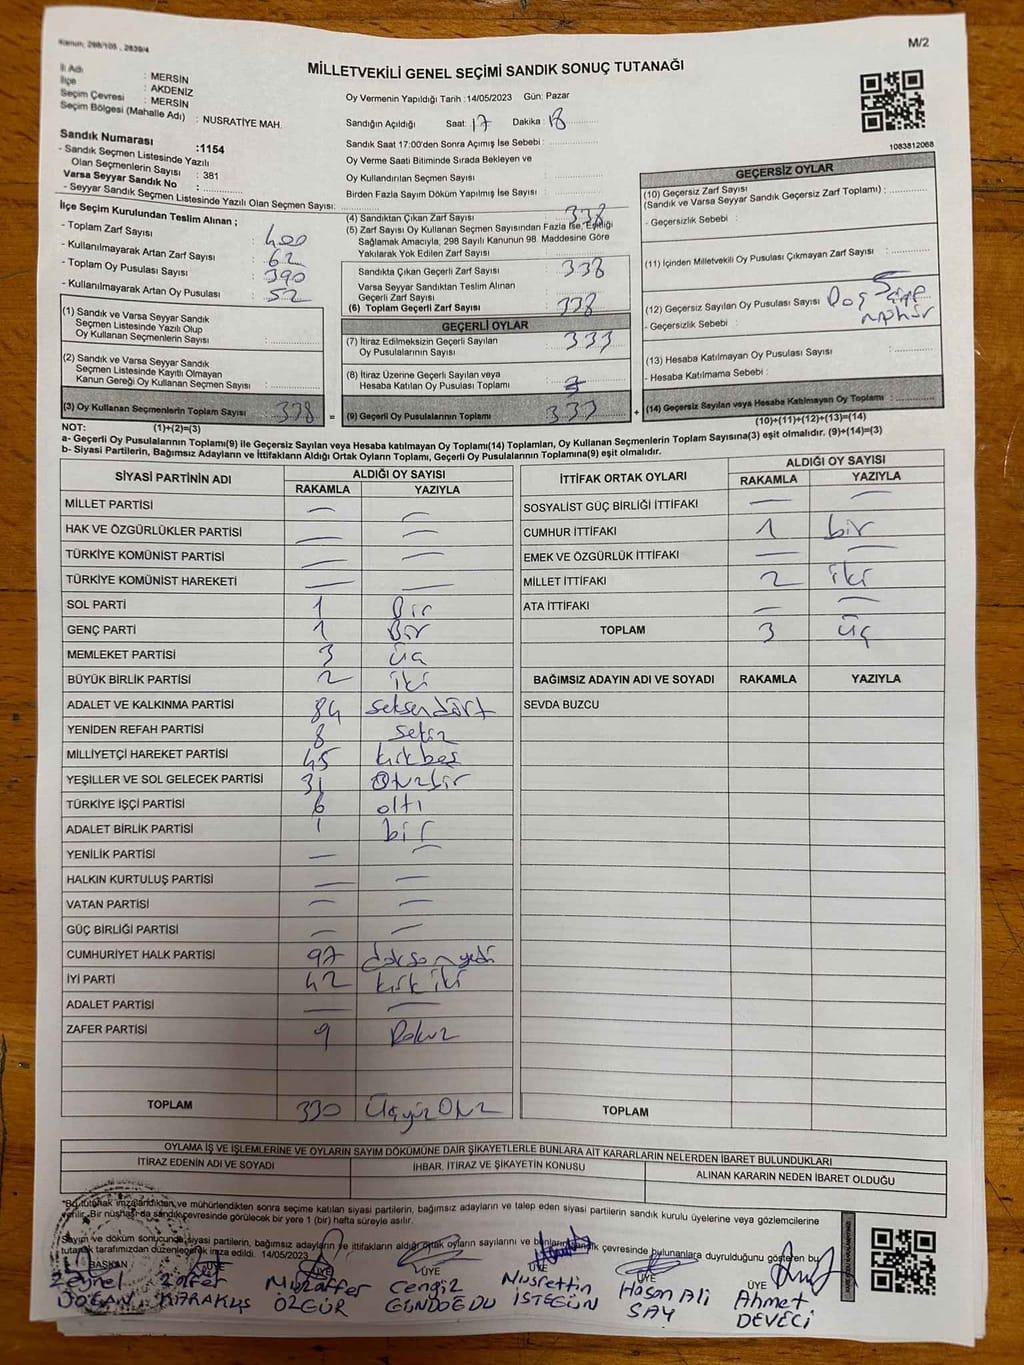 Kanun, 298/105 , 2839/4
M/2
MİLLETVEKİLİ GENEL SEÇİMİ SANDIK SONUÇ TUTANAĞI
İl Adı : MERSİN
İlçe : AKDENİZ
Seçim Çevresi : MERSİN
Seçim Bölgesi (Mahalle Adı) : NUSRATİYE MAH.
Sandık Numarası :1154
- Sandık Seçmen Listesinde Yazılı
Olan Seçmenlerin Sayısı : 381
Varsa Seyyar Sandık No :
- Seyyar Sandık Seçmen Listesinde Yazılı Olan Seçmen Sayısı:
İlçe Seçim Kurulundan Teslim Alınan ;
- Toplam Zarf Sayısı : 400
- Kullanılmayarak Artan Zarf Sayısı : 62
- Toplam Oy Pusulası Sayısı : 390
- Kullanılmayarak Artan Oy Pusulası : 52
(1) Sandık ve Varsa Seyyar Sandık
Seçmen Listesinde Yazılı Olup
Oy Kullanan Seçmenlerin Sayısı :
(2) Sandık ve Varsa Seyyar Sandık
Seçmen Listesinde Kayıtlı Olmayan
Kanun Gereği Oy Kullanan Seçmen Sayısı :
(3) Oy Kullanan Seçmenlerin Toplam Sayısı 338
(1)+(2)=(3)
Oy Vermenin Yapıldığı Tarih :14/05/2023 Gün: Pazar
Sandığın Açıldığı Saat: 17 Dakika : 18
Sandık Saat 17:00'den Sonra Açımış İse Sebebi :
Oy Verme Saati Bitiminde Sırada Bekleyen ve
Oy Kullandırılan Seçmen Sayısı :
Birden Fazla Sayım Döküm Yapılmış İse Sayısı :
(4) Sandıktan Çıkan Zarf Sayısı : 338
(5) Zarf Sayısı Oy Kullanan Seçmen Sayısından Fazla İse, Eşitliği
Sağlamak Amacıyla, 298 Sayılı Kanunun 98. Maddesine Göre
Yakılarak Yok Edilen Zarf Sayısı :
Sandıkta Çıkan Geçerli Zarf Sayısı : 338
Varsa Seyyar Sandıktan Teslim Alınan
Geçerli Zarf Sayısı :
(6) Toplam Geçerli Zarf Sayısı : 338
GEÇERLİ OYLAR
(7) İtiraz Edilmeksizin Geçerli Sayılan
Oy Pusulalarının Sayısı : 333
(8) İtiraz Üzerine Geçerli Sayılan veya
Hesaba Katılan Oy Pusulası Toplamı :
= (9) Geçerli Oy Pusulalarının Toplamı 333
1083812068
GEÇERSİZ OYLAR
(10) Geçersiz Zarf Sayısı
(Sandık ve Varsa Seyyar Sandık Geçersiz Zarf Toplamı) :
- Geçersizlik Sebebi :
(11) İçinden Milletvekili Oy Pusulası Çıkmayan Zarf Sayısı :
(12) Geçersiz Sayılan Oy Pusulası Sayısı : 5
- Geçersizlik Sebebi :
(13) Hesaba Katılmayan Oy Pusulası Sayısı :
- Hesaba Katılmama Sebebi :
+ (14) Geçersiz Sayılan veya Hesaba Katılmayan Oy Toplamı :
(10)+(11)+(12)+(13)=(14)
NOT:
a- Geçerli Oy Pusulalarının Toplamı(9) ile Geçersiz Sayılan veya Hesaba katılmayan Oy Toplamı(14) Toplamları, Oy Kullanan Seçmenlerin Toplam Sayısına(3) eşit olmalıdır. (9)+(14)=(3)
b- Siyasi Partilerin, Bağımsız Adayların ve İttifakların Aldığı Ortak Oyların Toplamı, Geçerli Oy Pusulalarının Toplamına(9) eşit olmalıdır.
SİYASİ PARTİNİN ADI ALDIĞI OY SAYISI
RAKAMLA YAZIYLA
MİLLET PARTİSİ — —
HAK VE ÖZGÜRLÜKLER PARTİSİ — —
TÜRKİYE KOMÜNİST PARTİSİ — —
TÜRKİYE KOMÜNİST HAREKETİ — —
SOL PARTİ 1 Bir
GENÇ PARTİ 1 Bir
MEMLEKET PARTİSİ 3 üç
BÜYÜK BİRLİK PARTİSİ 2 iki
ADALET VE KALKINMA PARTİSİ 84 seksendört
YENİDEN REFAH PARTİSİ 8 sekiz
MİLLİYETÇİ HAREKET PARTİSİ 45 kırkbeş
YEŞİLLER VE SOL GELECEK PARTİSİ 31 Otuzbir
TÜRKİYE İŞÇİ PARTİSİ 6 altı
ADALET BİRLİK PARTİSİ 1 bir
YENİLİK PARTİSİ — —
HALKIN KURTULUŞ PARTİSİ — —
VATAN PARTİSİ — —
GÜÇ BİRLİĞİ PARTİSİ — —
CUMHURİYET HALK PARTİSİ 97 doksanyedi
İYİ PARTİ 42 kırkiki
ADALET PARTİSİ — —
ZAFER PARTİSİ 9 Dokuz
TOPLAM 330 Üçyüz Otuz
İTTİFAK ORTAK OYLARI ALDIĞI OY SAYISI
RAKAMLA YAZIYLA
SOSYALİST GÜÇ BİRLİĞİ İTTİFAKI — —
CUMHUR İTTİFAKI 1 bir
EMEK VE ÖZGÜRLÜK İTTİFAKI — —
MİLLET İTTİFAKI 2 iki
ATA İTTİFAKI — —
TOPLAM 3 üç
BAĞIMSIZ ADAYIN ADI VE SOYADI RAKAMLA YAZIYLA
SEVDA BUZCU
TOPLAM
OYLAMA İŞ VE İŞLEMLERİNE VE OYLARIN SAYIM DÖKÜMÜNE DAİR ŞİKAYETLERLE BUNLARA AİT KARARLARIN NELERDEN İBARET BULUNDUKLARI
İTİRAZ EDENİN ADI VE SOYADI İHBAR, İTİRAZ VE ŞİKAYETİN KONUSU ALINAN KARARIN NEDEN İBARET OLDUĞU
*Bu tutanak imzalandıktan ve mühürlendikten sonra seçime katılan siyasi partilerin, bağımsız adayların ve talep eden siyasi partilerin sandık kurulu üyelerine veya gözlemcilerine
verilir. Bir nüshası da sandık çevresinde görülecek bir yere 1 (bir) hafta süreyle asılır.
Sayım ve döküm sonucunda siyasi partilerin, bağımsız adayların ve ittifakların aldığı ortak oyların sayılarını ve bunların sandık çevresinde bulunanlara duyrulduğunu gösteren bu
tutanak tarafımızdan düzenlenerek imza edildi. 14/05/2023
BAŞKAN ÜYE ÜYE ÜYE ÜYE ÜYE ÜYE
Zeynel Zafer Muzaffer Cengiz Nusrettin Hasan Ali Ahmet
DOĞAN KARAKUŞ ÖZGÜR GÜNDOĞDU İSTEGÜN SAY DEVECİ